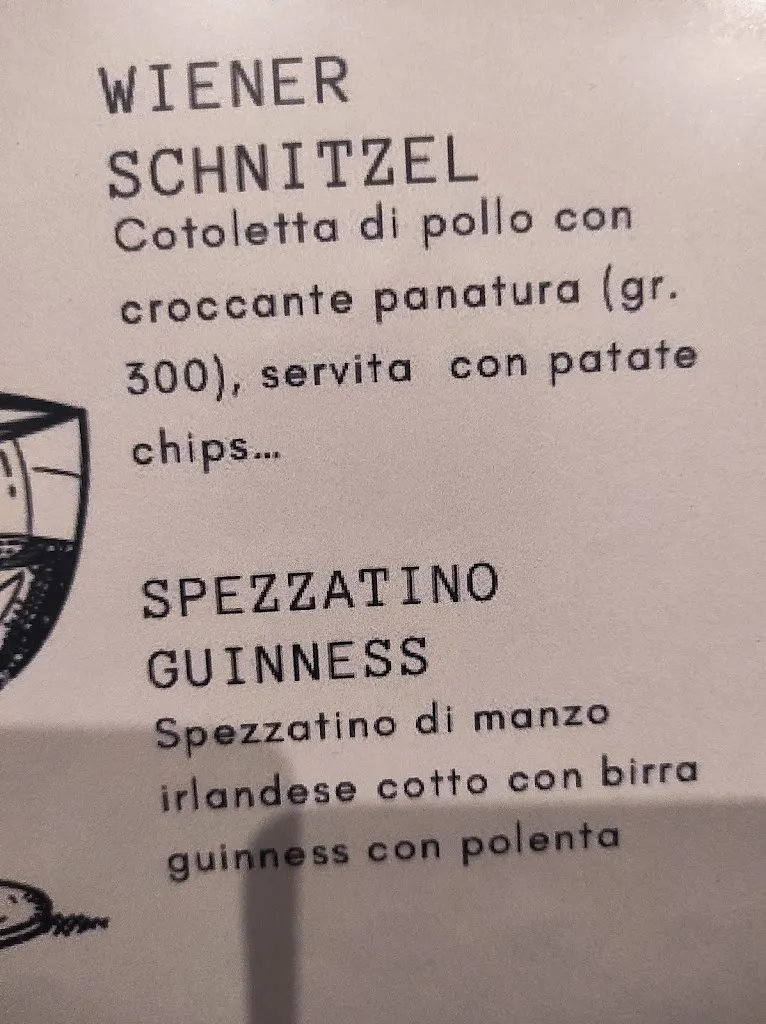 WIENER
SCHNITZEL
Cotoletta di pollo con
croccante panatura (gr.
300), servita con patate
chips...
SPEZZATINO
GUINNESS
Spezzatino di manzo
irlandese cotto con birra
guinness con polenta